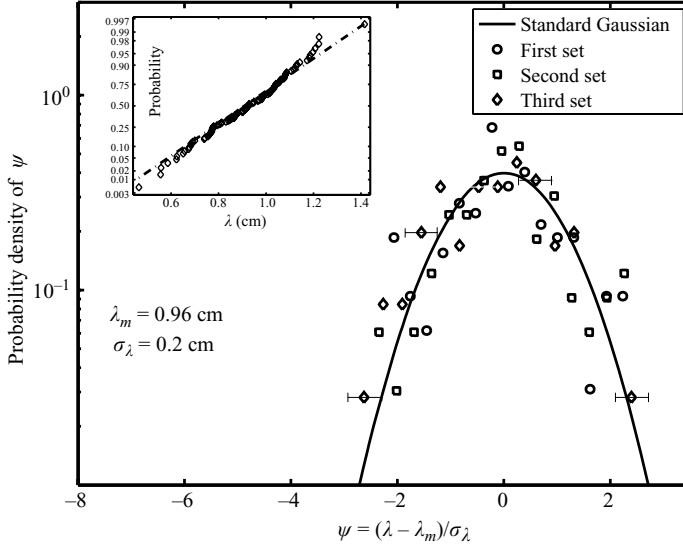 0.997
0.99
0.98
0.95
0.90
0.75
0.50
0.25
0.10
0.05
0.02
0.01
0.003
Probability
0.6 0.8 1.0 1.2 1.4
λ (cm)
Standard Gaussian
First set
Second set
Third set
10⁰
10⁻¹
Probability density of ψ
λₘ = 0.96 cm
σ_λ = 0.2 cm
−8 −6 −4 −2 0 2
ψ = (λ – λₘ)/σ_λ